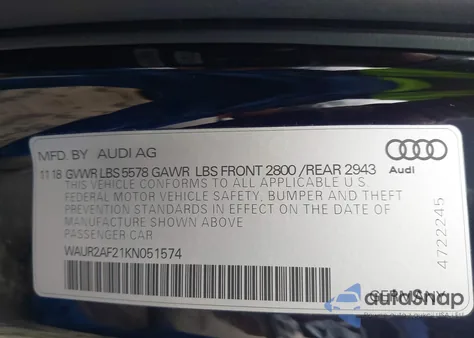 MFD. BY AUDI AG
11 18 GVWR LBS 5578 GAWR LBS FRONT 2800 /REAR 2943
THIS VEHICLE CONFORMS TO ALL APPLICABLE U.S.
FEDERAL MOTOR VEHICLE SAFETY, BUMPER AND THEFT
PREVENTION STANDARDS IN EFFECT ON THE DATE OF
MANUFACTURE SHOWN ABOVE
PASSENGER CAR
WAUR2AF21KN051574
Audi
4722245
GERMANY
autoSnap